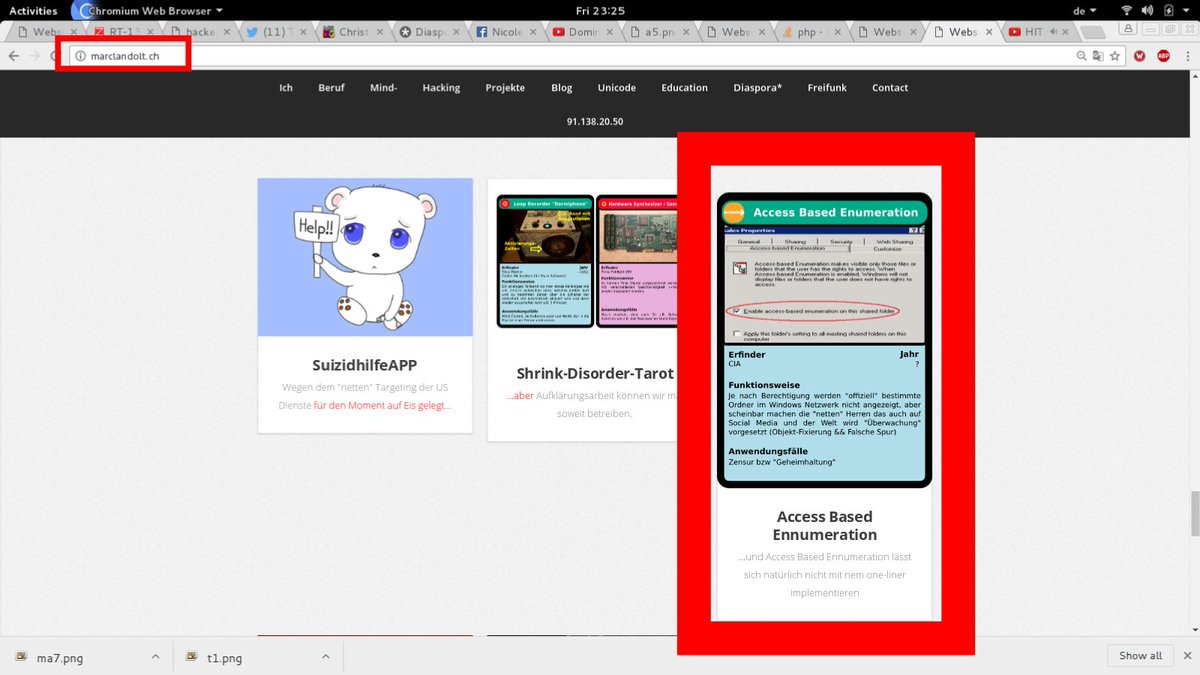 Activities Chromium Web Browser Fri 23:25 de
Webs RT-1 hacke (11) T Christ Diasp Nicole Domin a5.pn Webs php - Webs Webs HIT
marclandolt.ch
Ich Beruf Mind- Hacking Projekte Blog Unicode Education Diaspora* Freifunk Contact
91.138.20.50
Help!!
SuizidhilfeAPP
Wegen dem "netten" Targeting der US
Dienste für den Moment auf Eis gelegt...
Loop Recorder "Dormiphone"
Hardware Synthesizer / Sam
Erfinder Jahr
Funktionsweise
Anwendungsfälle
Erfinder
Funktionsweise
Anwendungsfälle
Shrink-Disorder-Tarot
...aber Aufklärungsarbeit können wir ma
soweit betreiben.
Access Based Enumeration
ales Properties
General Sharing Security Web Sharing
Access based Enumeration Customize
Access-based Enumeration makes visible only those files or
folders that the user has the rights to access. When
Access-based Enumeration is enabled, Windows will not
display files or folders that the user does not have rights to
access.
Enable access-based enumeration on this shared folder
Apply this folder's setting to all existing shared folders on this
computer
Erfinder Jahr
CIA ?
Funktionsweise
Je nach Berechtigung werden "offiziell" bestimmte
Ordner im Windows Netzwerk nicht angezeigt, aber
scheinbar machen die "netten" Herren das auch auf
Social Media und der Welt wird "Überwachung"
vorgesetzt (Objekt-Fixierung && Falsche Spur)
Anwendungsfälle
Zensur bzw "Geheimhaltung"
Access Based
Ennumeration
...und Access Based Ennumeration lässt
sich natürlich nicht mit nem one-liner
implementieren
ma7.png t1.png Show all